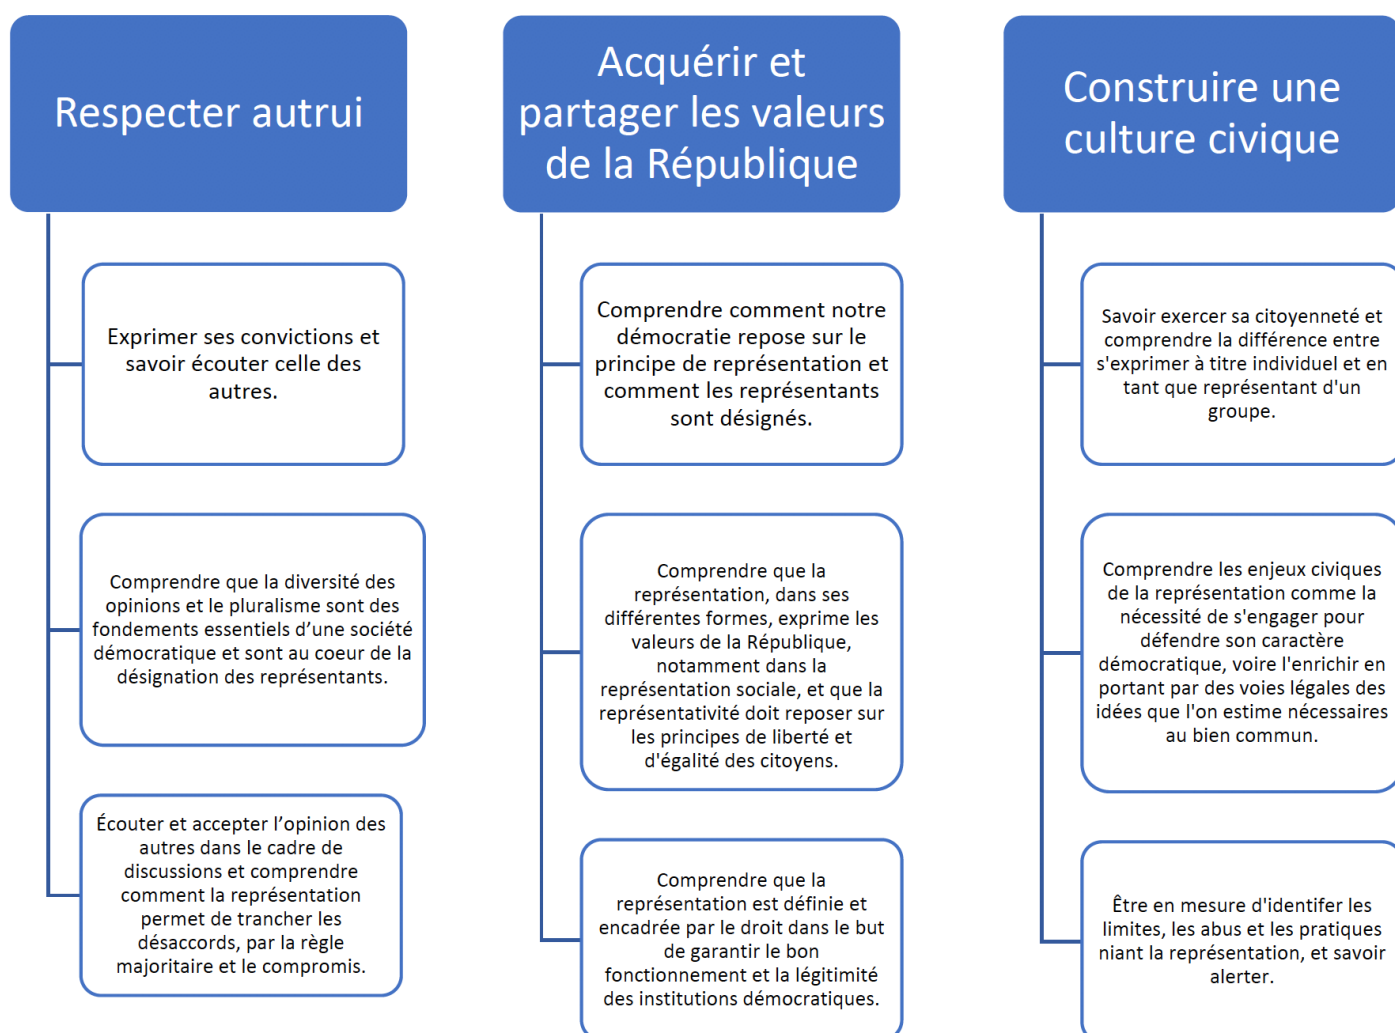 Respecter autrui
Exprimer ses convictions et
savoir écouter celle des
autres.
Comprendre que la diversité des
opinions et le pluralisme sont des
fondements essentiels d’une société
démocratique et sont au coeur de la
désignation des représentants.
Écouter et accepter l’opinion des
autres dans le cadre de
discussions et comprendre
comment la représentation
permet de trancher les
désaccords, par la règle
majoritaire et le compromis.
Acquérir et
partager les valeurs
de la République
Comprendre comment notre
démocratie repose sur le
principe de représentation et
comment les représentants
sont désignés.
Comprendre que la
représentation, dans ses
différentes formes, exprime les
valeurs de la République,
notamment dans la
représentation sociale, et que la
représentativité doit reposer sur
les principes de liberté et
d'égalité des citoyens.
Comprendre que la
représentation est définie et
encadrée par le droit dans le but
de garantir le bon
fonctionnement et la légitimité
des institutions démocratiques.
Construire une
culture civique
Savoir exercer sa citoyenneté et
comprendre la différence entre
s'exprimer à titre individuel et en
tant que représentant d'un
groupe.
Comprendre les enjeux civiques
de la représentation comme la
nécessité de s'engager pour
défendre son caractère
démocratique, voire l'enrichir en
portant par des voies légales des
idées que l'on estime nécessaires
au bien commun.
Être en mesure d'identifer les
limites, les abus et les pratiques
niant la représentation, et savoir
alerter.